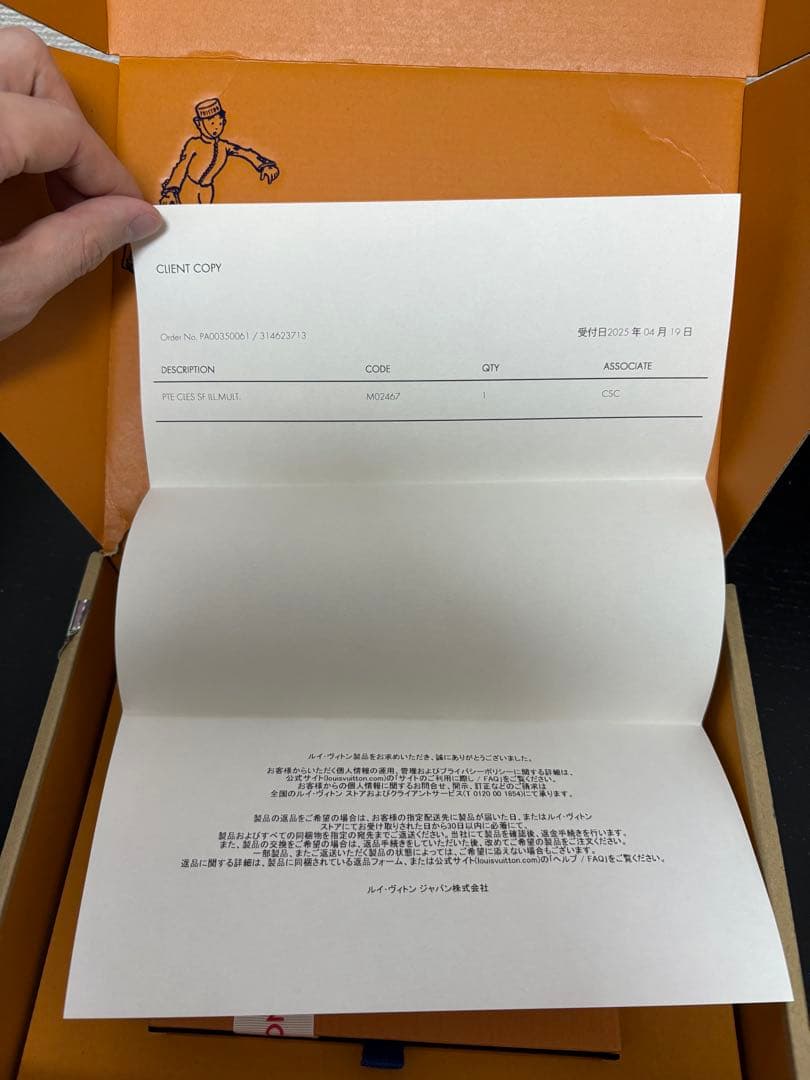 CLIENT COPY
Order No. PA00350061 / 314623713
受付日2025 年 04 月 19 日
DESCRIPTION CODE QTY ASSOCIATE
PTE CLES SF ILL.MULT. M02467 1 CSC
ルイ・ヴィトン製品をお求めいただき、誠にありがとうございました。
お客様からいただく個人情報の運用、管理およびプライバシーポリシーに関する詳細は、
公式サイト(louisvuitton.com)の「サイトのご利用に際し / FAQ」をご覧ください。
お客様からの個人情報に関するお問合せ、開示、訂正などのご請求は
全国のルイ・ヴィトン ストアおよびクライアントサービス(T 0120 00 1854)にて承ります。
製品の返品をご希望の場合は、お客様の指定配送先に製品が届いた日、またはルイ・ヴィトン
ストアにてお受け取りされた日から30日以内に必着にて、
製品およびすべての同梱物を指定の宛先までご返送ください。当社にて製品を確認後、返金手続きを行います。
また、製品の交換をご希望の場合は、返品手続きをしていただいた後、改めてご希望の製品をご注文ください。
一部製品、またご返送いただく製品の状態によっては、ご希望に添えない場合もございます。
返品に関する詳細は、製品に同梱されている返品フォーム、または公式サイト(louisvuitton.com)の「ヘルプ / FAQ」をご覧ください。
ルイ・ヴィトン ジャパン株式会社